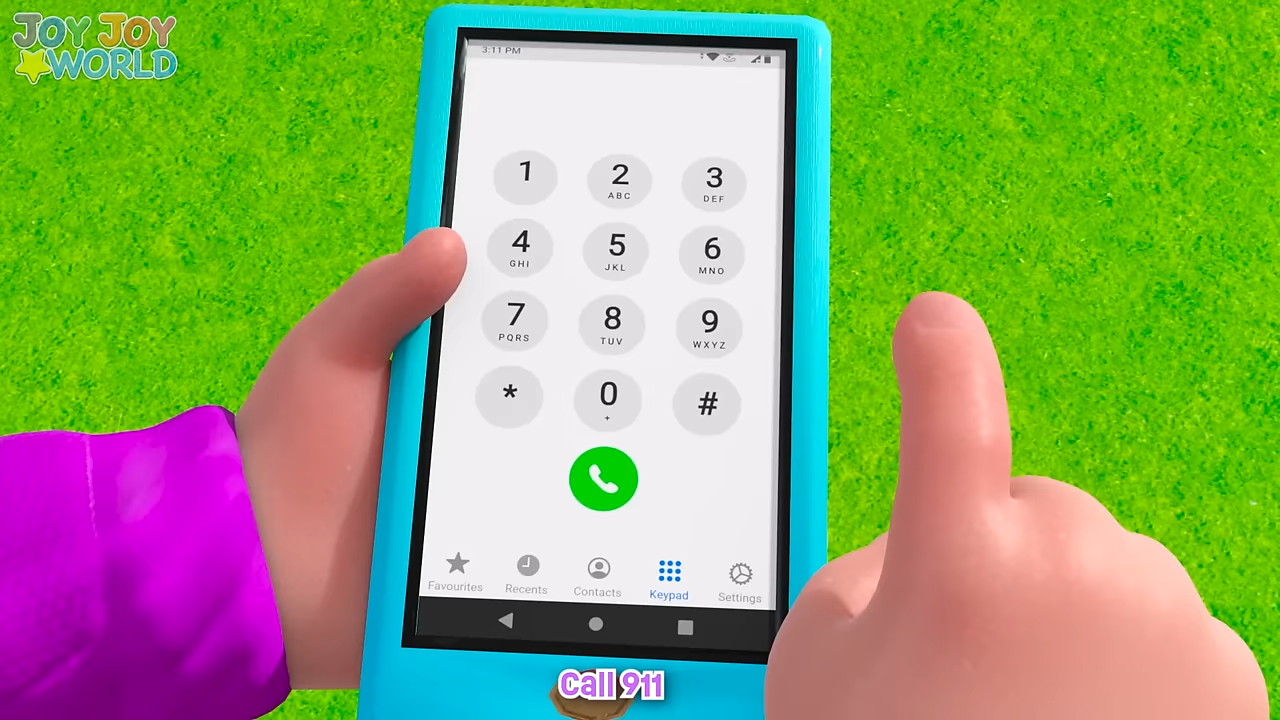 JOY JOY
WORLD
3:11 PM
1
2
ABC
3
DEF
4
GHI
5
JKL
6
MNO
7
PQRS
8
TUV
9
WXYZ
*
0
+
#
Favourites
Recents
Contacts
Keypad
Settings
Call 911